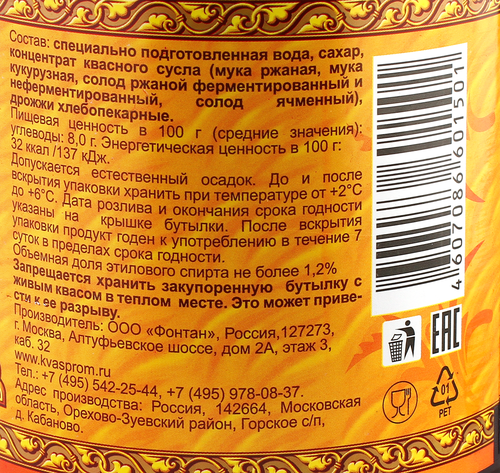 Состав: специально подготовленная вода, сахар,
концентрат квасного сусла (мука ржаная, мука
кукурузная, солод ржаной ферментированный и
неферментированный, солод ячменный),
дрожжи хлебопекарные.
Пищевая ценность в 100 г (средние значения):
углеводы: 8,0 г. Энергетическая ценность в 100 г:
32 ккал /137 кДж.
Допускается естественный осадок. До и после
вскрытия упаковки хранить при температуре от +2°С
до +6°С. Дата розлива и окончания срока годности
указаны на крышке бутылки. После вскрытия
упаковки продукт годен к употреблению в течение 7
суток в пределах срока годности.
Объемная доля этилового спирта не более 1,2%
Запрещается хранить закупоренную бутылку с
живым квасом в теплом месте. Это может приве-
сти к ее разрыву.
Производитель: ООО «Фонтан», Россия,127273,
г. Москва, Алтуфьевское шоссе, дом 2А, этаж 3,
каб. 32
www.kvasprom.ru
Тел.: +7 (495) 542-25-44, +7 (495) 978-08-37.
Адрес производства: Россия, 142664, Московская
область, Орехово-Зуевский район, Горское с/п,
д. Кабаново.
4 607086 601501
EAC
01
PET